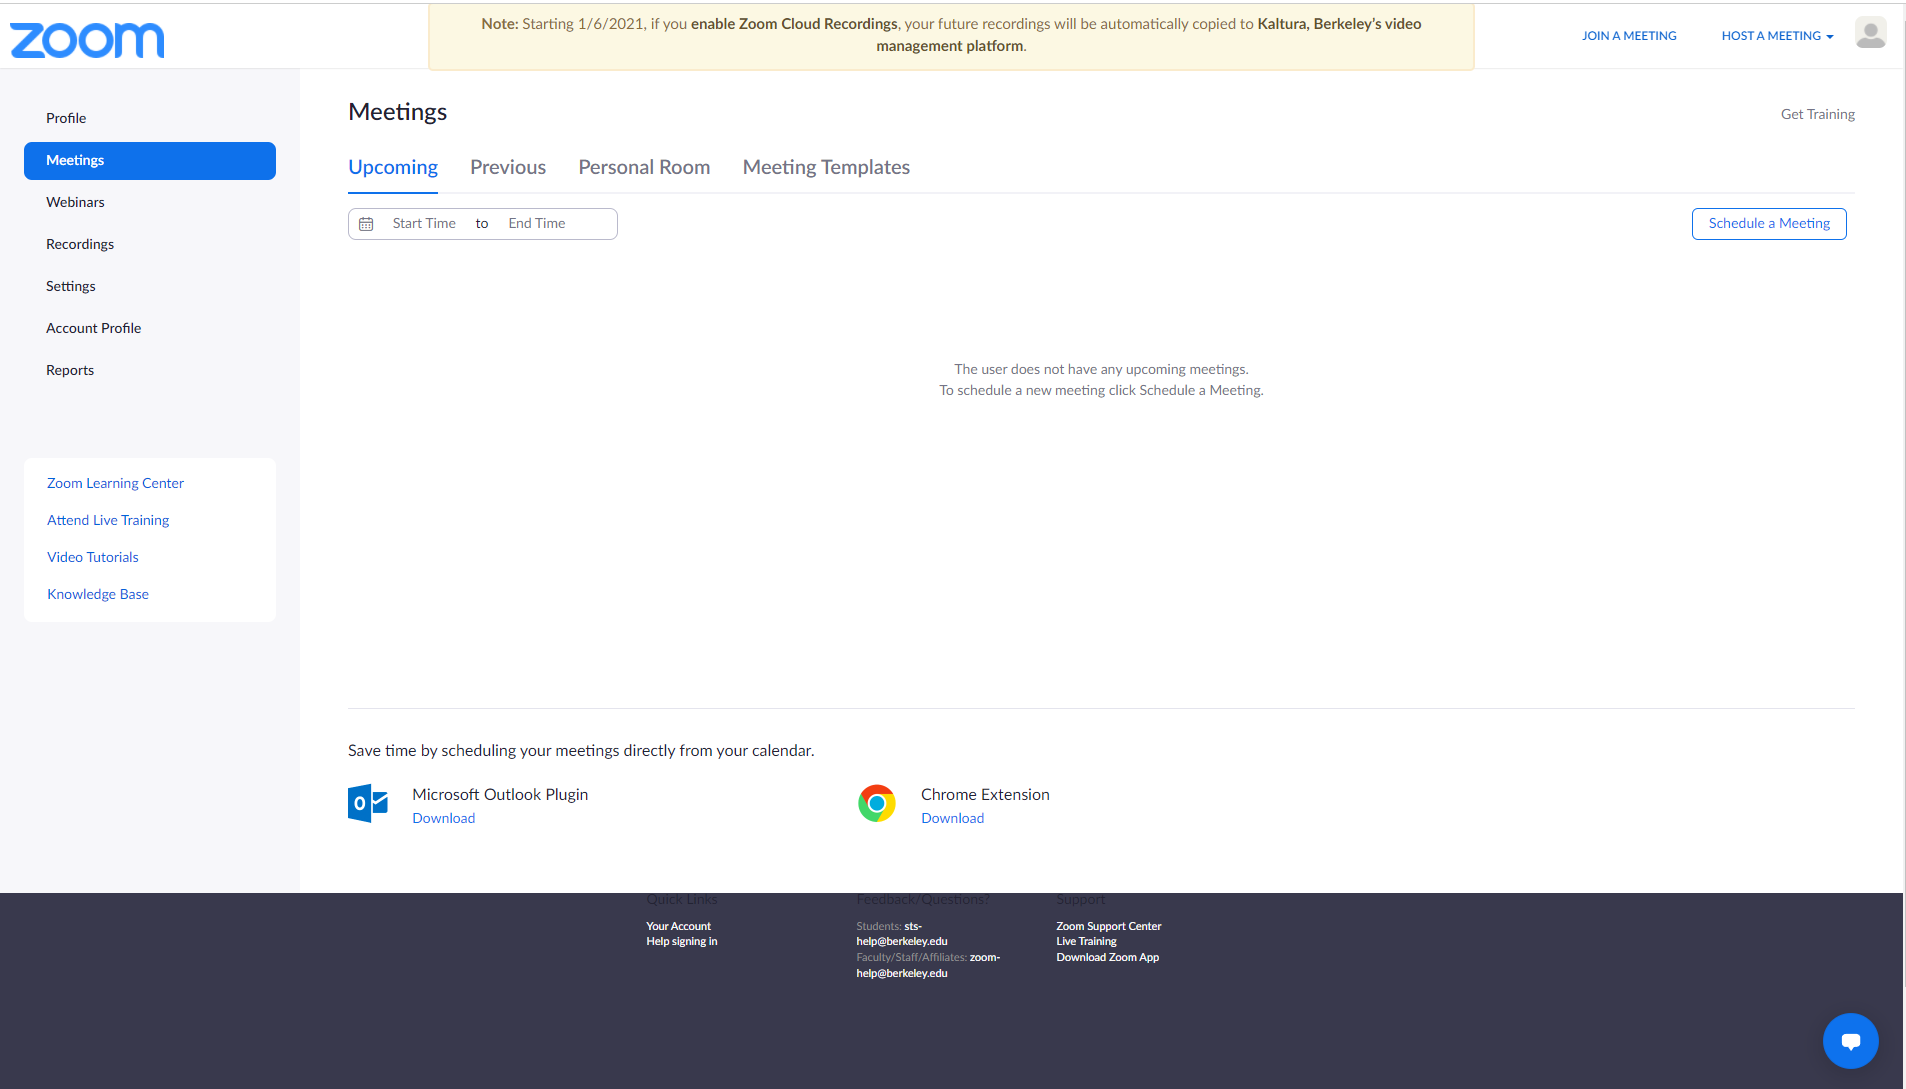 zoom
Note: Starting 1/6/2021, if you enable Zoom Cloud Recordings, your future recordings will be automatically copied to Kaltura, Berkeley's video
management platform.
JOIN A MEETING
HOST A MEETING
Profile
Meetings
Webinars
Recordings
Settings
Account Profile
Reports
Zoom Learning Center
Attend Live Training
Video Tutorials
Knowledge Base
Meetings
Get Training
Upcoming
Previous
Personal Room
Meeting Templates
Start Time to End Time
Schedule a Meeting
The user does not have any upcoming meetings.
To schedule a new meeting click Schedule a Meeting.
Save time by scheduling your meetings directly from your calendar.
Microsoft Outlook Plugin
Download
Chrome Extension
Download
Quick Links
Your Account
Help signing in
Feedback/Questions?
Students: sts-
help@berkeley.edu
Faculty/Staff/Affiliates: zoom-
help@berkeley.edu
Support
Zoom Support Center
Live Training
Download Zoom App